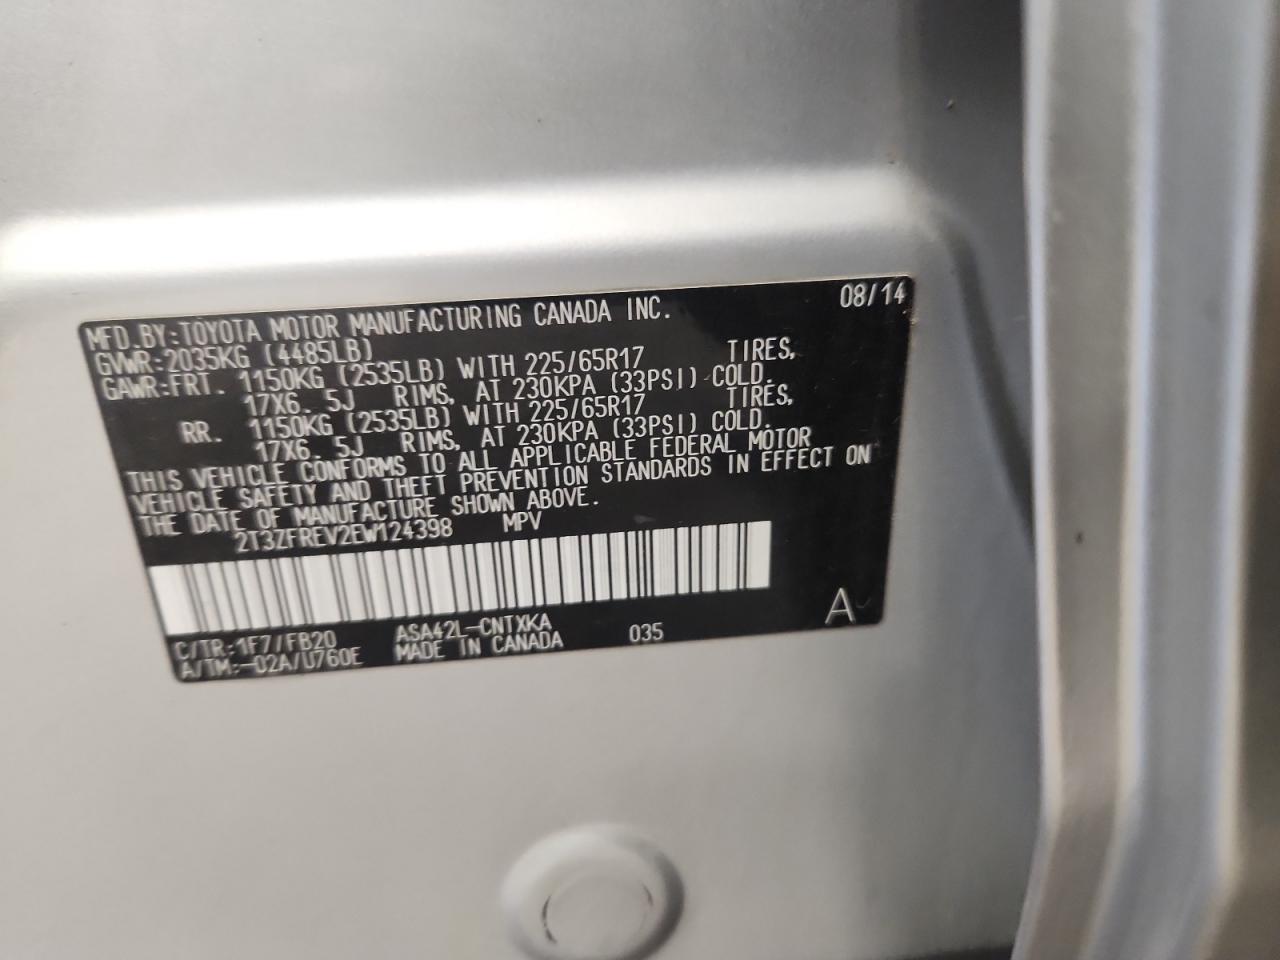 MFD.BY:TOYOTA MOTOR MANUFACTURING CANADA INC. 08/14
GVWR:2035KG (4485LB)
GAWR:FRT. 1150KG (2535LB) WITH 225/65R17 TIRES,
17X6.5J RIMS, AT 230KPA (33PSI) COLD.
RR. 1150KG (2535LB) WITH 225/65R17 TIRES,
17X6.5J RIMS, AT 230KPA (33PSI) COLD.
THIS VEHICLE CONFORMS TO ALL APPLICABLE FEDERAL MOTOR
VEHICLE SAFETY AND THEFT PREVENTION STANDARDS IN EFFECT ON
THE DATE OF MANUFACTURE SHOWN ABOVE.
2T3ZFREV2EW124398 MPV
C/TR:1F7/FB20 ASA42L-CNTXKA 035 A
A/TM:-02A/U760E MADE IN CANADA